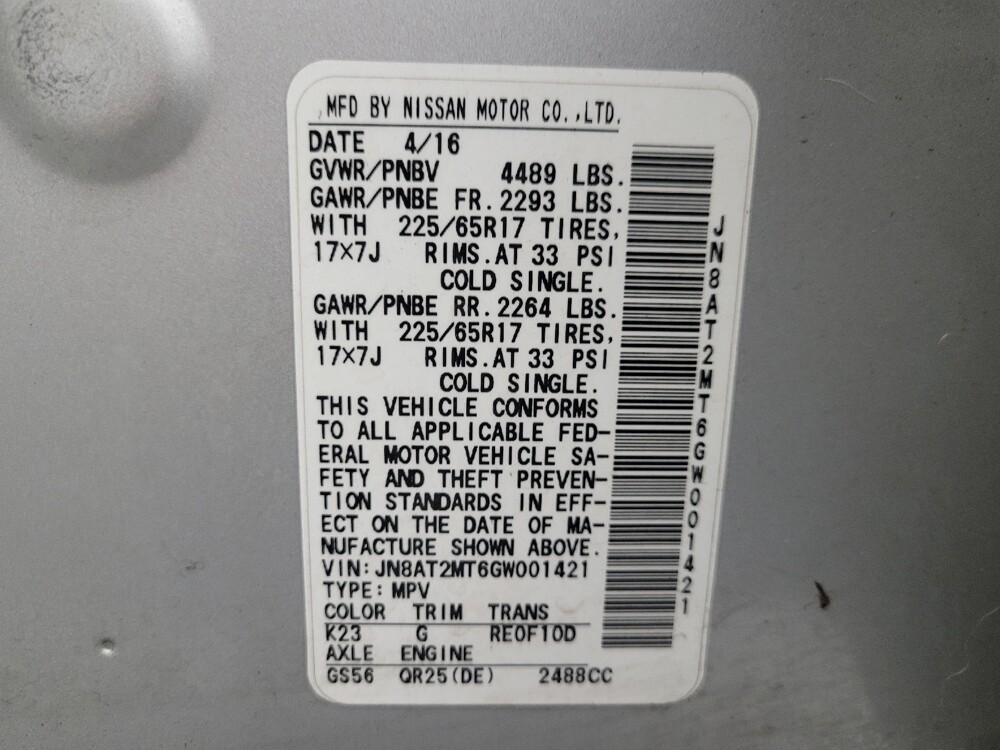 MFD BY NISSAN MOTOR CO.,LTD.
DATE 4/16
GVWR/PNBV 4489 LBS.
GAWR/PNBE FR.2293 LBS.
WITH 225/65R17 TIRES,
17×7J RIMS.AT 33 PSI
COLD SINGLE.
GAWR/PNBE RR.2264 LBS.
WITH 225/65R17 TIRES,
17×7J RIMS.AT 33 PSI
COLD SINGLE.
THIS VEHICLE CONFORMS
TO ALL APPLICABLE FED-
ERAL MOTOR VEHICLE SA-
FETY AND THEFT PREVEN-
TION STANDARDS IN EFF-
ECT ON THE DATE OF MA-
NUFACTURE SHOWN ABOVE.
VIN:JN8AT2MT6GW001421
TYPE:MPV
COLOR TRIM TRANS
K23 G RE0F10D
AXLE ENGINE
GS56 QR25(DE) 2488CC
JN8AT2MT6GW001421